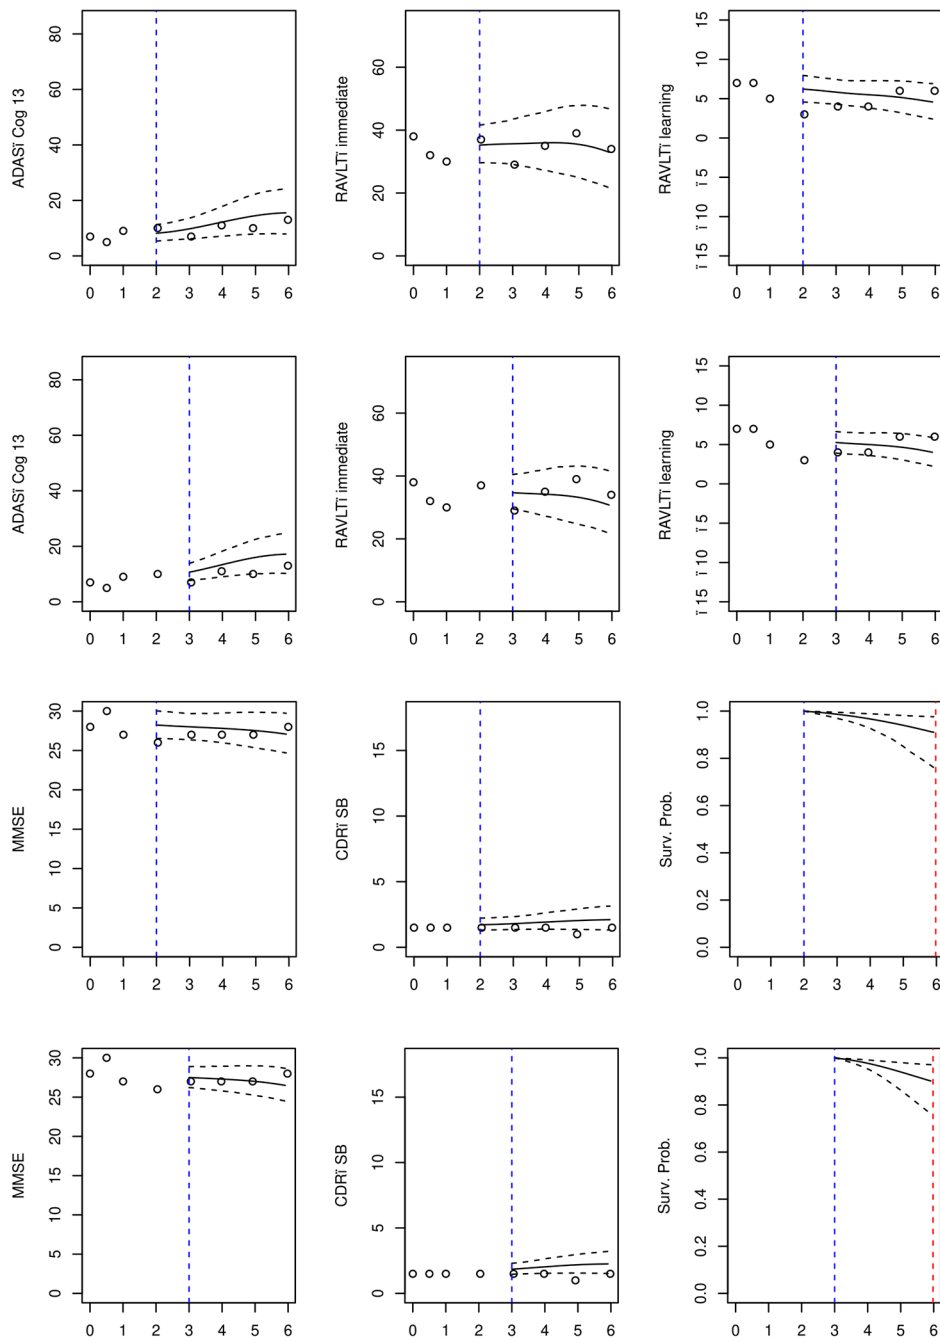 ADASï Cog 13
0 20 40 60 80
0 1 2 3 4 5 6
RAVLTï immediate
0 20 40 60
0 1 2 3 4 5 6
RAVLTï learning
ï 15 ï 10 ï 5 0 5 10 15
0 1 2 3 4 5 6
ADASï Cog 13
0 20 40 60 80
0 1 2 3 4 5 6
RAVLTï immediate
0 20 40 60
0 1 2 3 4 5 6
RAVLTï learning
ï 15 ï 10 ï 5 0 5 10 15
0 1 2 3 4 5 6
MMSE
0 5 10 15 20 25 30
0 1 2 3 4 5 6
CDRï SB
0 5 10 15
0 1 2 3 4 5 6
Surv. Prob.
0.0 0.2 0.4 0.6 0.8 1.0
0 1 2 3 4 5 6
MMSE
0 5 10 15 20 25 30
0 1 2 3 4 5 6
CDRï SB
0 5 10 15
0 1 2 3 4 5 6
Surv. Prob.
0.0 0.2 0.4 0.6 0.8 1.0
0 1 2 3 4 5 6